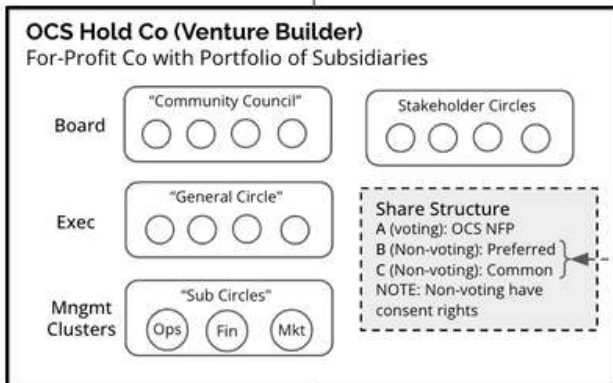 OCS Hold Co (Venture Builder)
For-Profit Co with Portfolio of Subsidiaries
Board
"Community Council"
Stakeholder Circles
Exec
"General Circle"
Mngmt
Clusters
"Sub Circles"
Ops
Fin
Mkt
Share Structure
A (voting): OCS NFP
B (Non-voting): Preferred
C (Non-voting): Common
NOTE: Non-voting have
consent rights